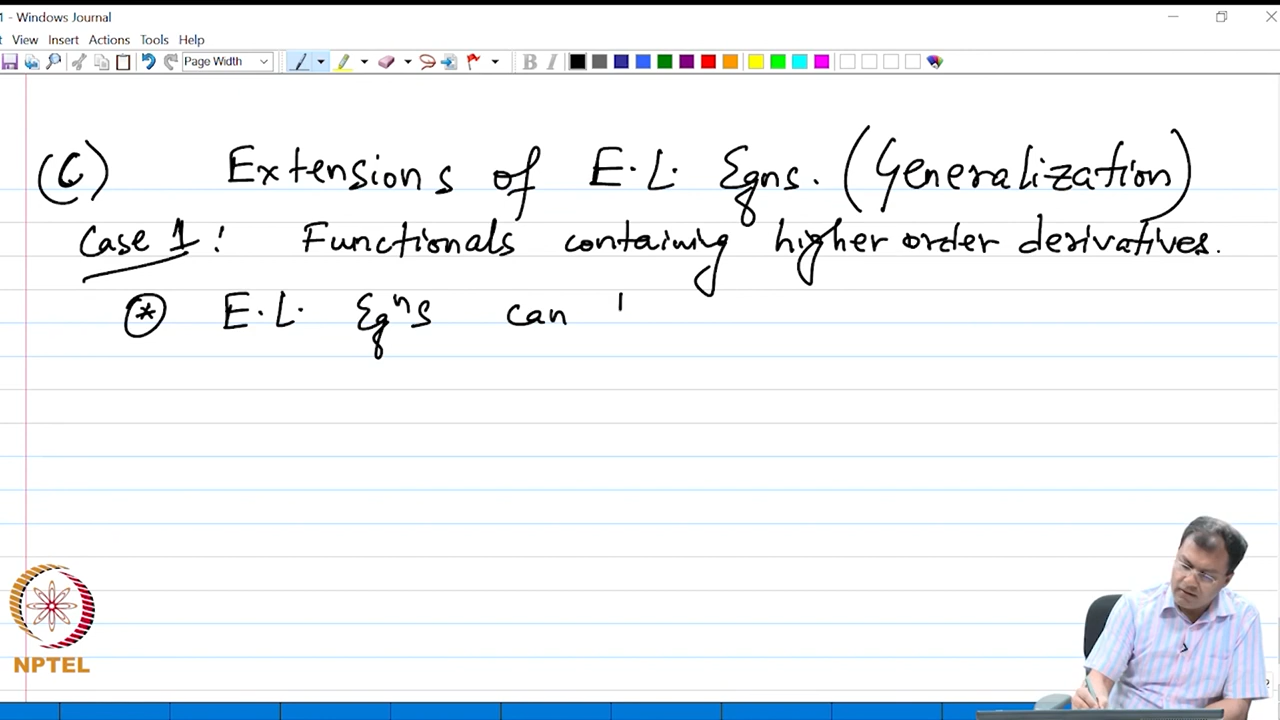 1 - Windows Journal
t View Insert Actions Tools Help
Page Width
B I
(C) Extensions of E.L. Eqns. (Generalization)
Case 1: Functionals containing higher order derivatives.
* E.L. Eqns can
NPTEL